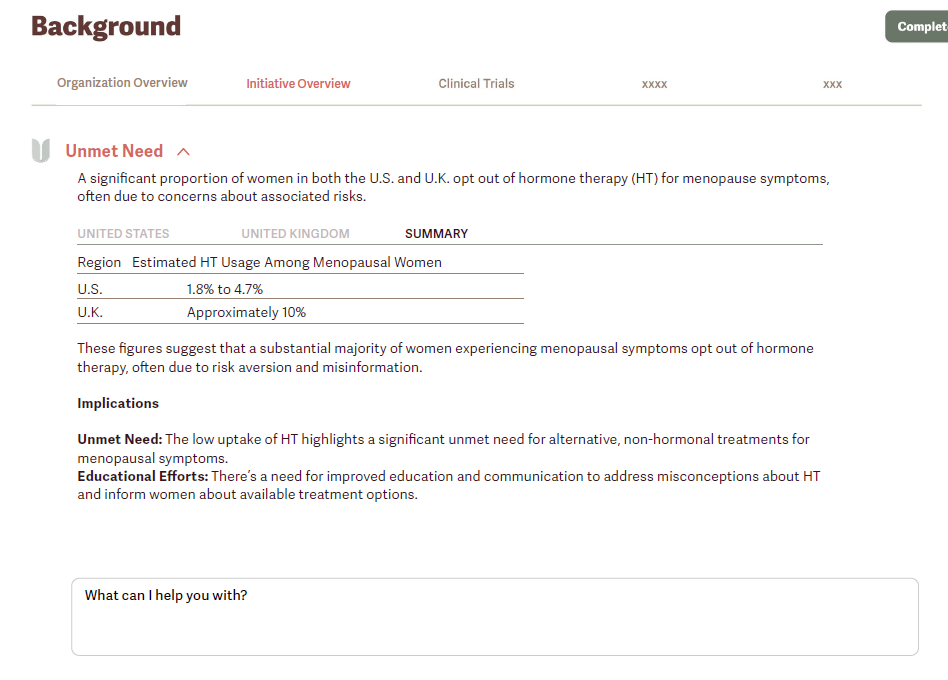 Background
Complet
Organization Overview
Initiative Overview
Clinical Trials
xxxx
xxx
Unmet Need
A significant proportion of women in both the U.S. and U.K. opt out of hormone therapy (HT) for menopause symptoms,
often due to concerns about associated risks.
UNITED STATES
UNITED KINGDOM
SUMMARY
Region Estimated HT Usage Among Menopausal Women
U.S. 1.8% to 4.7%
U.K. Approximately 10%
These figures suggest that a substantial majority of women experiencing menopausal symptoms opt out of hormone
therapy, often due to risk aversion and misinformation.
Implications
Unmet Need: The low uptake of HT highlights a significant unmet need for alternative, non-hormonal treatments for
menopausal symptoms.
Educational Efforts: There's a need for improved education and communication to address misconceptions about HT
and inform women about available treatment options.
What can I help you with?